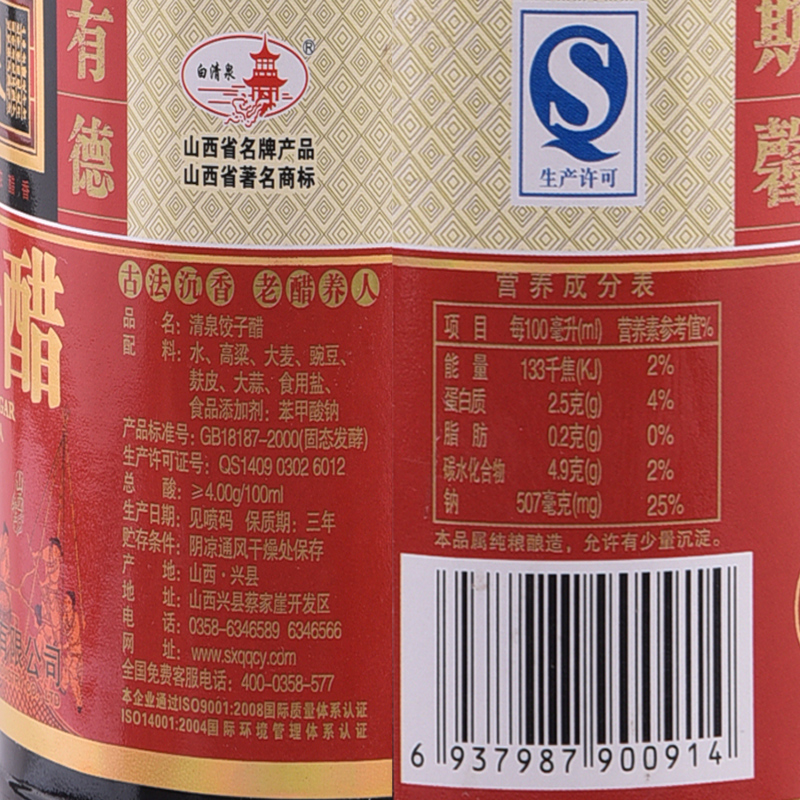 有
德
白清泉
®
山西省名牌产品
山西省著名商标
生产许可
馨
醋
古法沉香 老醋养人
品 名：清泉饺子醋
配 料：水、高粱、大麦、豌豆、
麸皮、大蒜、食用盐、
食品添加剂：苯甲酸钠
产品标准号：GB18187-2000(固态发酵)
生产许可证号：QS1409 0302 6012
总 酸：≥4.00g/100ml
生产日期：见喷码 保质期：三年
贮存条件：阴凉通风干燥处保存
产 地：山西·兴县
地 址：山西兴县蔡家崖开发区
电 话：0358-6346589 6346566
网 址：www.sxqqcy.com
全国免费客服电话：400-0358-577
本企业通过ISO9001:2008国际质量体系认证
ISO14001:2004国际环境管理体系认证
有限公司
营养成分表
项 目 每100毫升(ml) 营养素参考值%
能 量 133千焦(KJ) 2%
蛋白质 2.5克(g) 4%
脂 肪 0.2克(g) 0%
碳水化合物 4.9克(g) 2%
钠 507毫克(mg) 25%
本品属纯粮酿造，允许有少量沉淀。
6 937987 900914